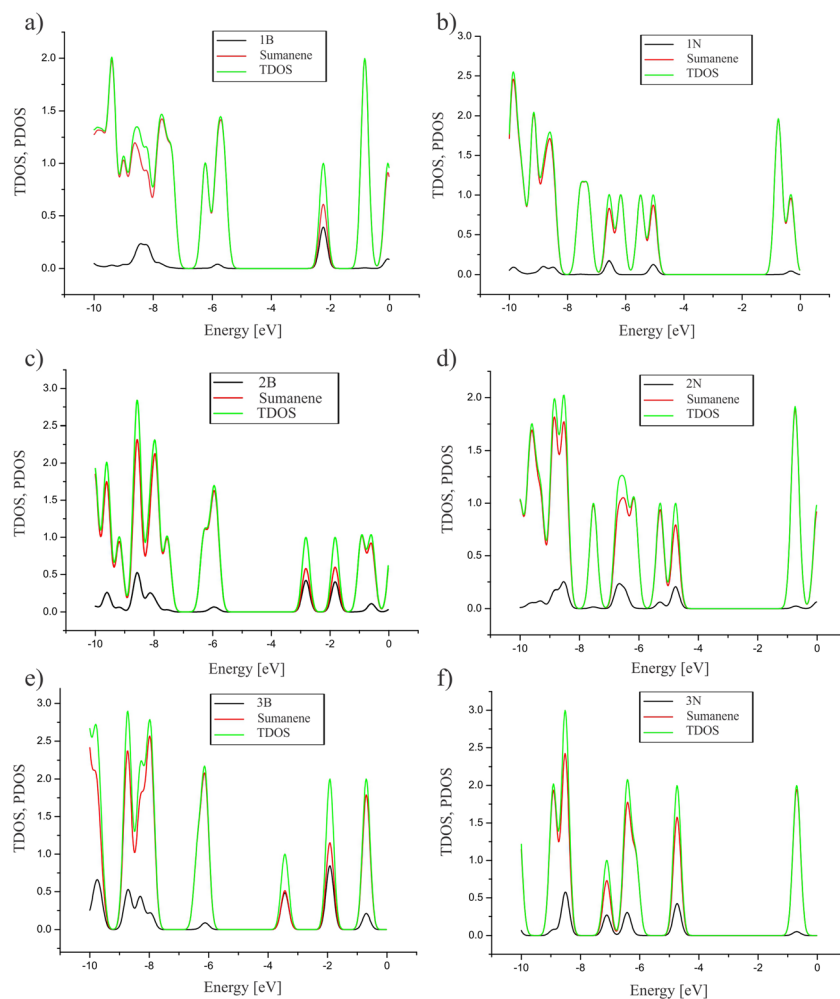 a)
1B
Sumanene
TDOS
TDOS, PDOS
2.0
1.5
1.0
0.5
0.0
-10 -8 -6 -4 -2 0
Energy [eV]
b)
1N
Sumanene
TDOS
TDOS, PDOS
3.0
2.5
2.0
1.5
1.0
0.5
0.0
-10 -8 -6 -4 -2 0
Energy [eV]
c)
2B
Sumanene
TDOS
TDOS, PDOS
3.0
2.5
2.0
1.5
1.0
0.5
0.0
-10 -8 -6 -4 -2 0
Energy [eV]
d)
2N
Sumanene
TDOS
TDOS, PDOS
2.0
1.5
1.0
0.5
0.0
-10 -8 -6 -4 -2 0
Energy [eV]
e)
3B
Sumanene
TDOS
TDOS, PDOS
3.0
2.5
2.0
1.5
1.0
0.5
0.0
-10 -8 -6 -4 -2 0
Energy [eV]
f)
3N
Sumanene
TDOS
TDOS, PDOS
3.0
2.5
2.0
1.5
1.0
0.5
0.0
-10 -8 -6 -4 -2 0
Energy [eV]